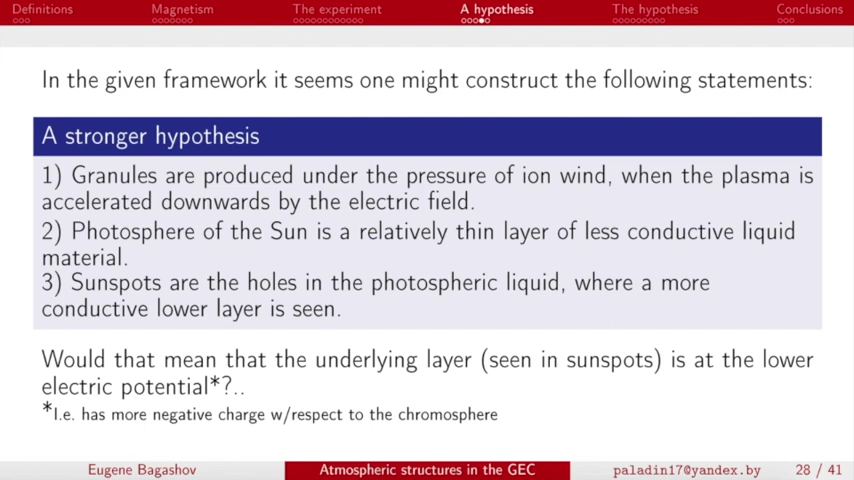 Definitions Magnetism The experiment A hypothesis The hypothesis Conclusions
In the given framework it seems one might construct the following statements:
A stronger hypothesis
1) Granules are produced under the pressure of ion wind, when the plasma is
accelerated downwards by the electric field.
2) Photosphere of the Sun is a relatively thin layer of less conductive liquid
material.
3) Sunspots are the holes in the photospheric liquid, where a more
conductive lower layer is seen.
Would that mean that the underlying layer (seen in sunspots) is at the lower
electric potential*?..
*I.e. has more negative charge w/respect to the chromosphere
Eugene Bagashov Atmospheric structures in the GEC paladin17@yandex.by 28 / 41